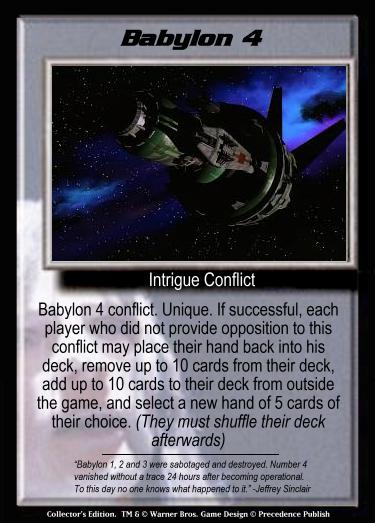 Babylon 4
Intrigue Conflict
Babylon 4 conflict. Unique. If successful, each
player who did not provide opposition to this
conflict may place their hand back into his
deck, remove up to 10 cards from their deck,
add up to 10 cards to their deck from outside
the game, and select a new hand of 5 cards of
their choice. (They must shuffle their deck
afterwards)
“Babylon 1, 2 and 3 were sabotaged and destroyed. Number 4
vanished without a trace 24 hours after becoming operational.
To this day no one knows what happened to it.” -Jeffrey Sinclair
Collector's Edition. TM & © Warner Bros. Game Design © Precedence Publish